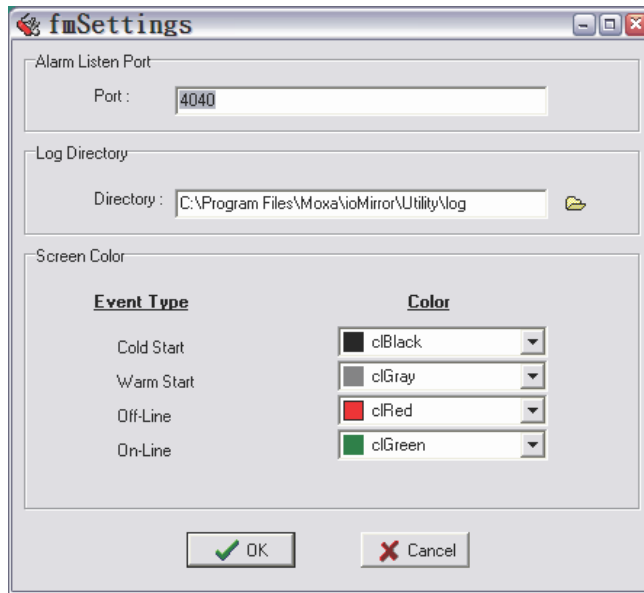 fmSettings
Alarm Listen Port
Port : 4040
Log Directory
Directory : C:\Program Files\Moxa\ioMirror\Utility\log
Screen Color
Event Type Color
Cold Start clBlack
Warm Start clGray
Off-Line clRed
On-Line clGreen
OK Cancel